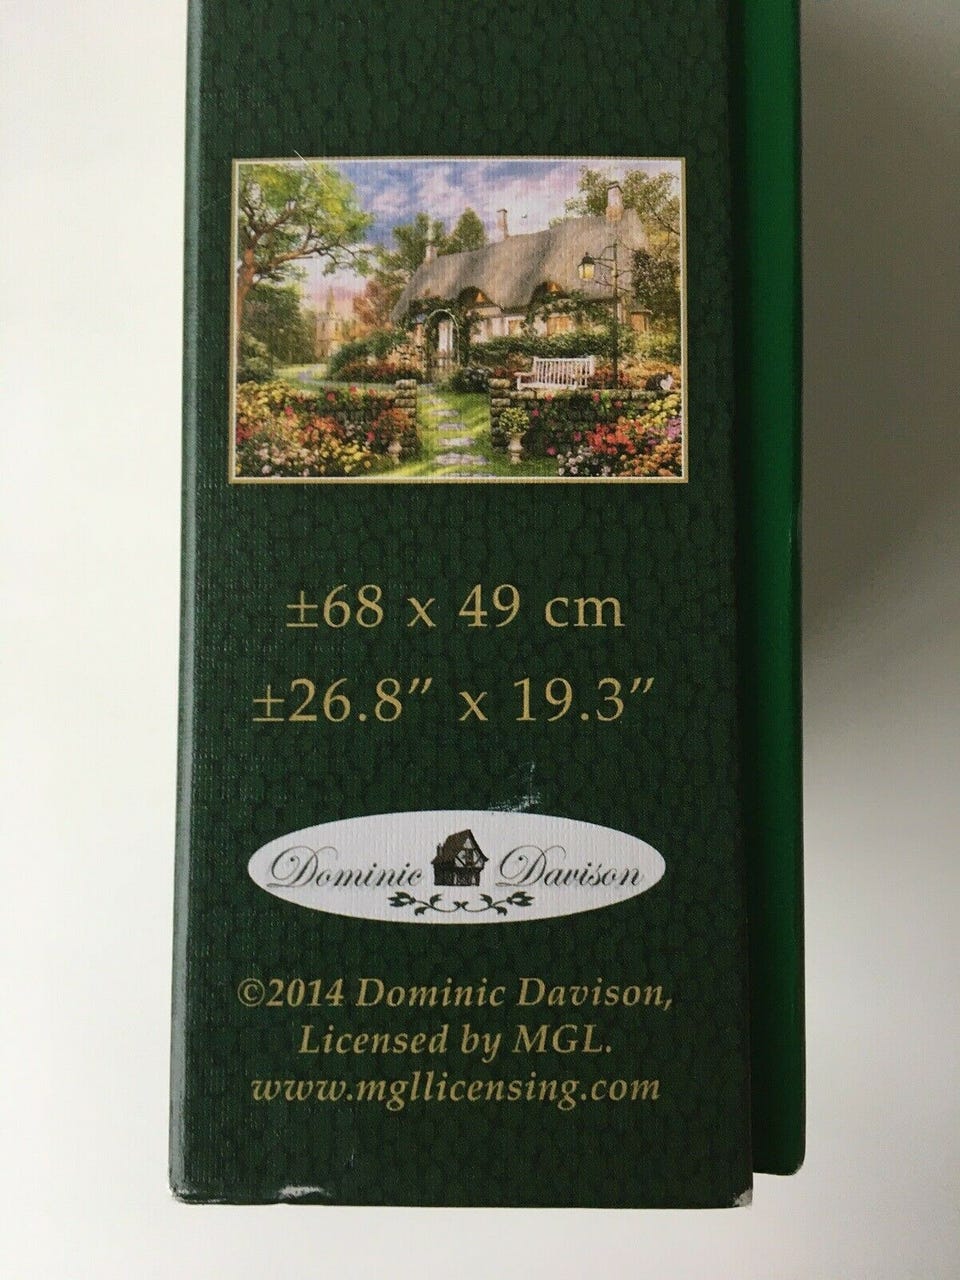 ±68 x 49 cm
±26.8″ x 19.3″
Dominic Davison
©2014 Dominic Davison,
Licensed by MGL.
www.mgllicensing.com